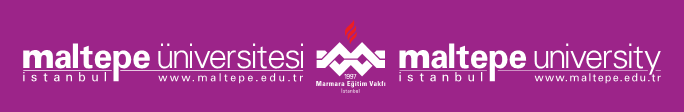 maltepe üniversitesi
istanbul www.maltepe.edu.tr
1997
Marmara Eğitim Vakfı
İstanbul
maltepe university
istanbul www.maltepe.edu.tr